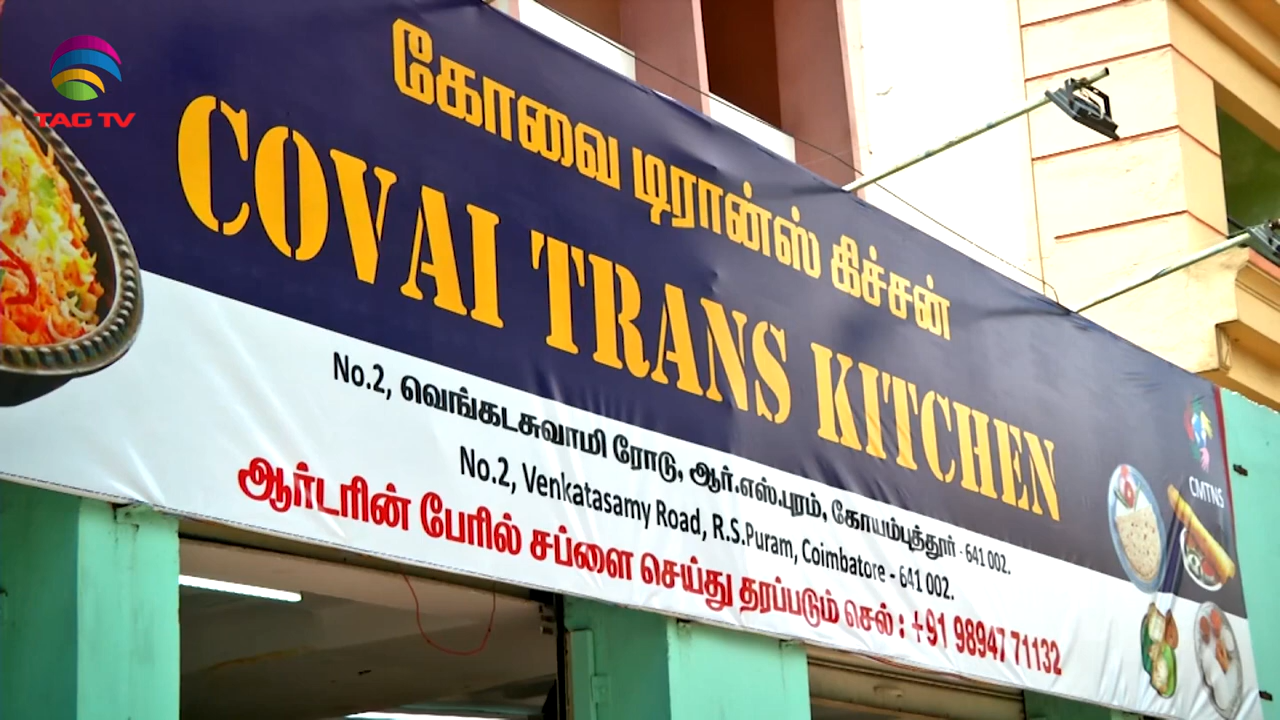 TAG TV
கோவை டிரான்ஸ் கிச்சன்
COVAI TRANS KITCHEN
No.2, வெங்கடசுவாமி ரோடு, ஆர்.எஸ்.புரம், கோயம்புத்தூர் - 641 002.
No.2, Venkatasamy Road, R.S.Puram, Coimbatore - 641 002.
ஆர்டரின் பேரில் சப்ளை செய்து தரப்படும் செல் : +91 98947 71132
CMTNS